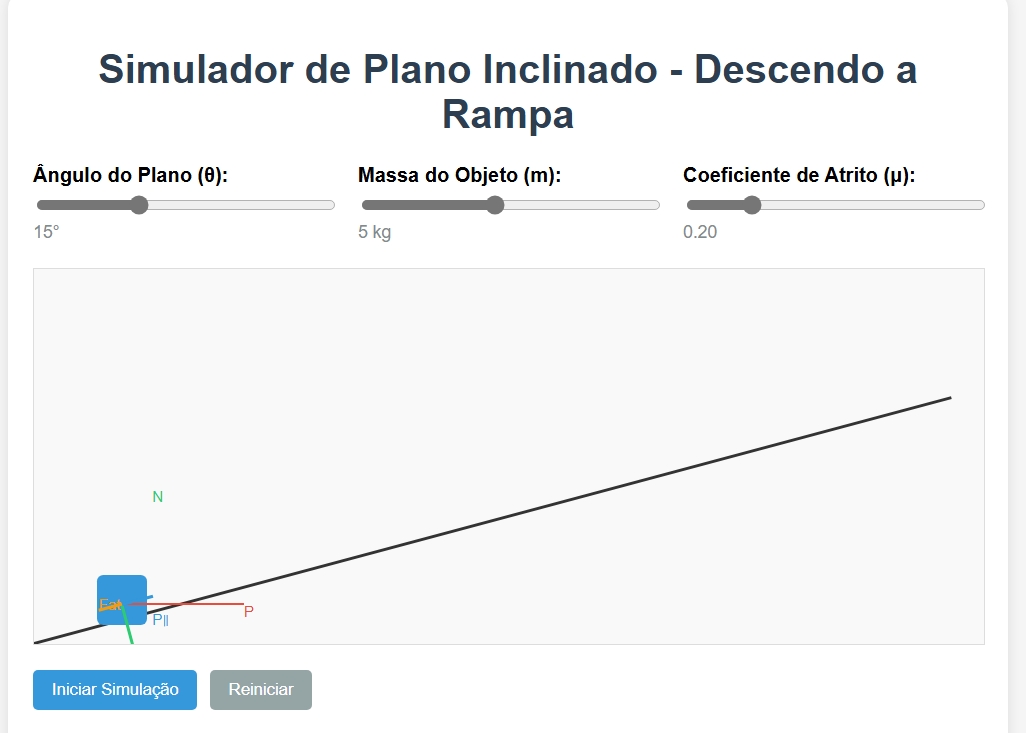 Simulador de Plano Inclinado - Descendo a
Rampa
Ângulo do Plano (θ):
Massa do Objeto (m):
Coeficiente de Atrito (μ):
15°
5 kg
0.20
N
Fat
P
P||
Iniciar Simulação
Reiniciar